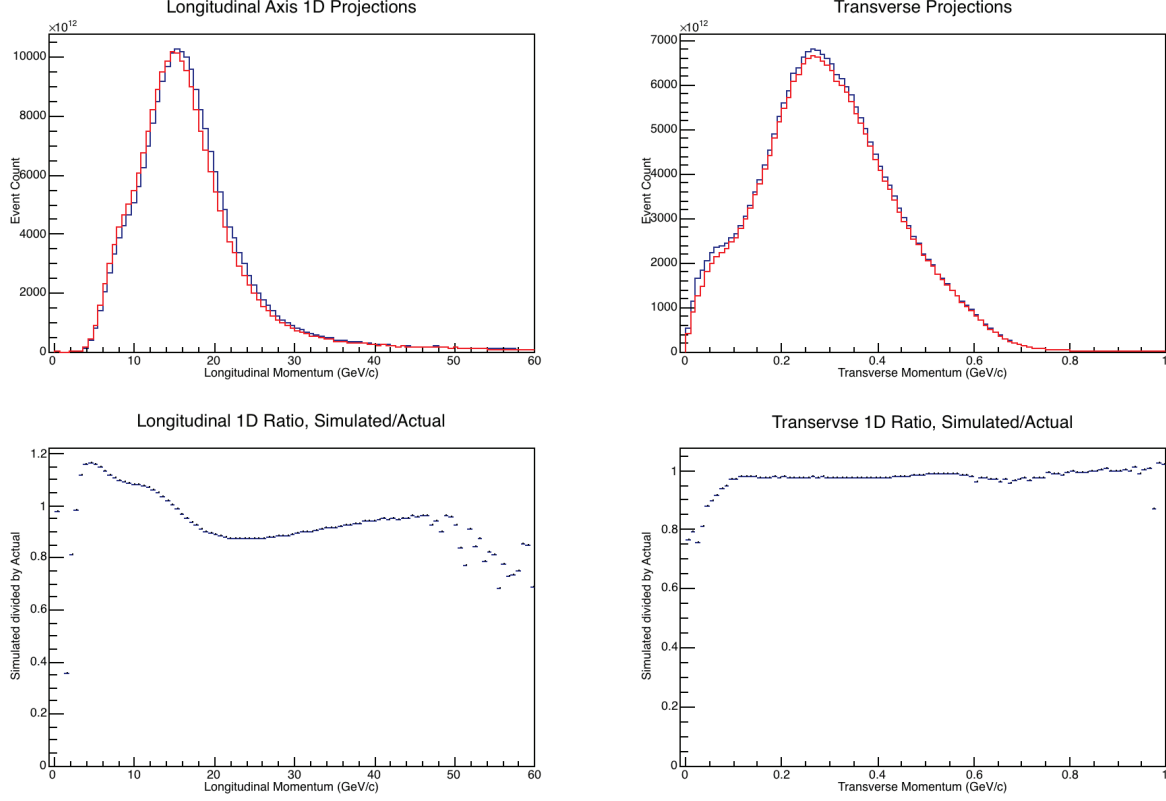 Longitudinal Axis 1D Projections
×10¹²
10000
8000
6000
4000
2000
0
Event Count
0 10 20 30 40 50 60
Longitudinal Momentum (GeV/c)
Transverse Projections
×10¹²
7000
6000
5000
4000
3000
2000
1000
0
Event Count
0 0.2 0.4 0.6 0.8 1
Transverse Momentum (GeV/c)
Longitudinal 1D Ratio, Simulated/Actual
1.2
1
0.8
0.6
0.4
0.2
0
Simulated divided by Actual
0 10 20 30 40 50 60
Longitudinal Momentum (GeV/c)
Transervse 1D Ratio, Simulated/Actual
1
0.8
0.6
0.4
0.2
0
Simulated divided by Actual
0 0.2 0.4 0.6 0.8 1
Transverse Momentum (GeV/c)